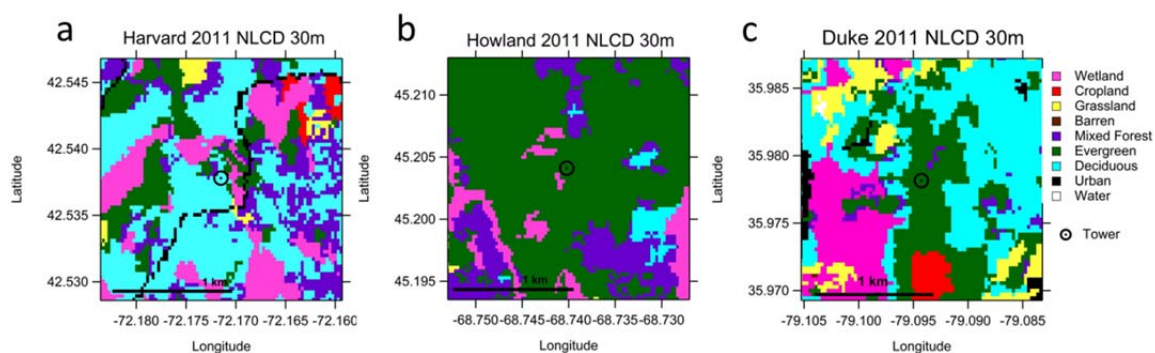 a Harvard 2011 NLCD 30m
Latitude
42.545
42.540
42.535
42.530
1 km
-72.180 -72.175 -72.170 -72.165 -72.160
Longitude
b Howland 2011 NLCD 30m
Latitude
45.210
45.205
45.200
45.195
1 km
-68.750 -68.745 -68.740 -68.735 -68.730
Longitude
c Duke 2011 NLCD 30m
Latitude
35.985
35.980
35.975
35.970
1 km
-79.105 -79.100 -79.095 -79.090 -79.085
Longitude
Wetland
Cropland
Grassland
Barren
Mixed Forest
Evergreen
Deciduous
Urban
Water
Tower